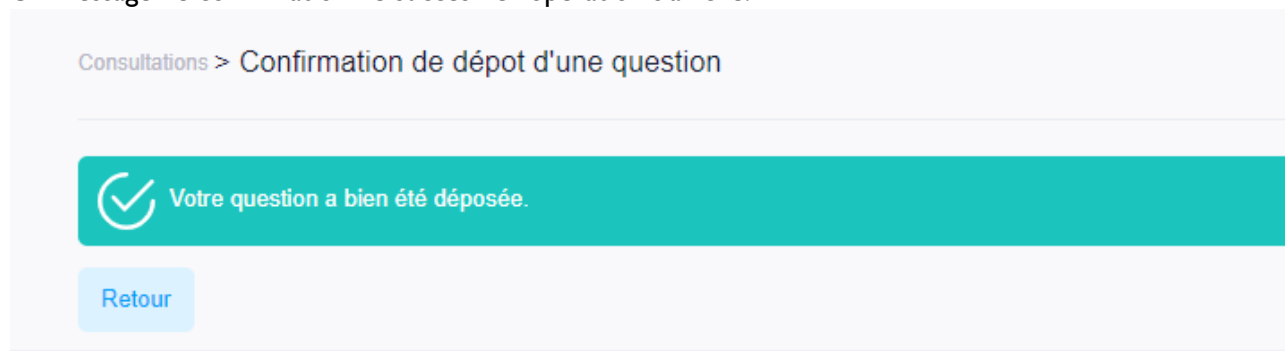 Consultations > Confirmation de dépot d'une question
Votre question a bien été déposée.
Retour